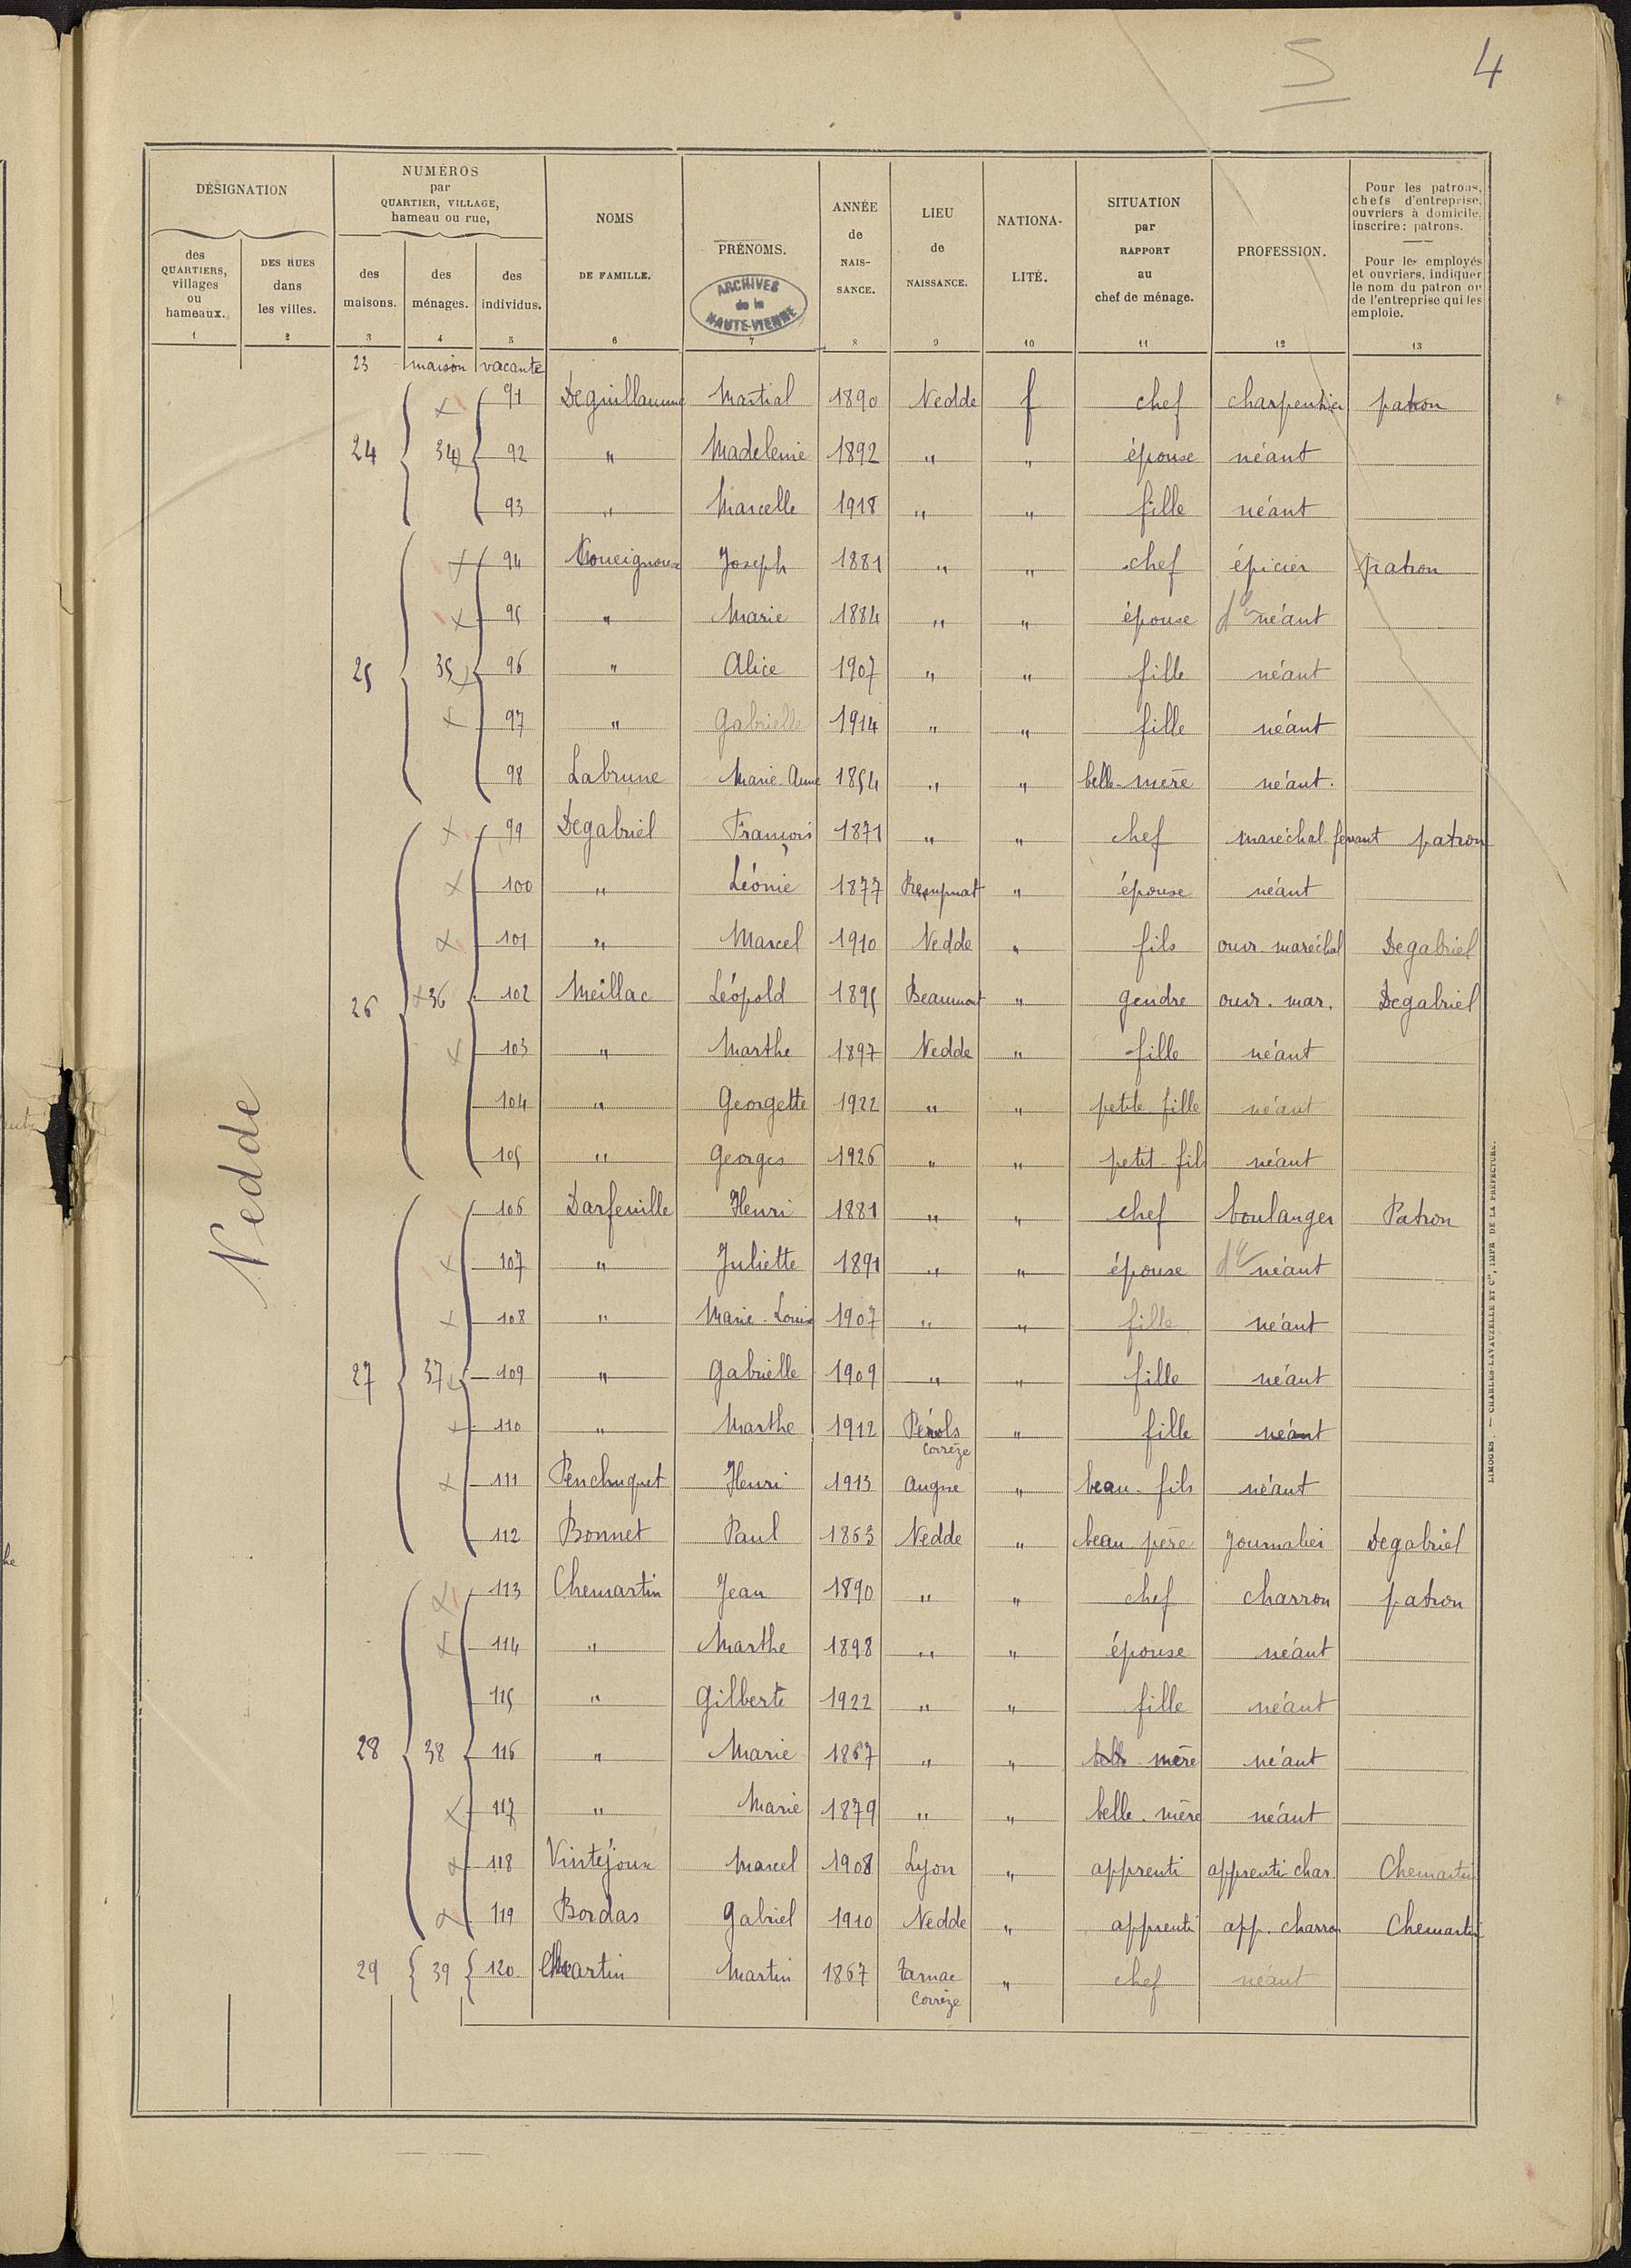 S 4
DÉSIGNATION
des QUARTIERS, villages ou hameaux.
DES RUES dans les villes.
NUMÉROS par QUARTIER, VILLAGE, hameau ou rue,
des maisons.
des ménages.
des individus.
NOMS DE FAMILLE.
PRÉNOMS.
ARCHIVES de la HAUTE-VIENNE
ANNÉE de NAIS-SANCE.
LIEU de NAISSANCE.
NATIONA-LITÉ.
SITUATION par RAPPORT au chef de ménage.
PROFESSION.
Pour les patrons, chefs d'entreprise, ouvriers à domicile, inscrire : patrons.
Pour les employés et ouvriers, indiquer le nom du patron ou de l'entreprise qui les emploie.
1 2 3 4 5 6 7 8 9 10 11 12 13
Nedde
23 maison vacante
91 Deguillaume Martial 1890 Nedde f chef charpentier patron
24 34 92 " Madeleine 1892 " " épouse néant
93 " Marcelle 1918 " " fille néant
94 Joseph 1881 " " chef épicier patron
95 " Marie 1884 " " épouse néant
25 35 96 " Alice 1907 " " fille néant
97 " Gabrielle 1914 " " fille néant
98 Labrune Marie-Anne 1854 " " belle-mère néant.
99 Degabriel François 1871 " " chef maréchal ferrant patron
100 " Léonie 1877 " épouse néant
101 " Marcel 1910 Nedde " fils ouvr. maréchal Degabriel
26 36 102 Meillac Léopold 1895 Beaumont " gendre ouvr. mar. Degabriel
103 " Marthe 1897 Nedde " fille néant
104 " Georgette 1922 " " petite fille néant
105 " Georges 1926 " " petit-fils néant
106 Darfeuille Henri 1881 " " chef boulanger Patron
107 " Juliette 1891 " " épouse néant
108 " Marie-Louise 1907 " " fille néant
27 37 109 " Gabrielle 1909 " " fille néant
110 " Marthe 1912 Pérols Corrèze " fille néant
111 Penchuquet Henri 1913 Augne " beau-fils néant
112 Bonnet Paul 1863 Nedde " beau père journalier Degabriel
113 Chemartin Jean 1890 " " chef charron patron
114 " Marthe 1898 " " épouse néant
115 " Gilberte 1922 " " fille néant
28 38 116 " Marie 1867 " " mère néant
117 " Marie 1879 " " belle-mère néant
118 Vintéjoux Marcel 1908 Lyon " apprenti apprenti char. Chemartin
119 Bordas Gabriel 1910 Nedde " apprenti app. charron Chemartin
29 39 120 Martin 1867 Tarnac Corrèze " chef néant
LIMOGES. — CHARLES-LAVAUZELLE ET Cie, IMPR DE LA PRÉFECTURE.